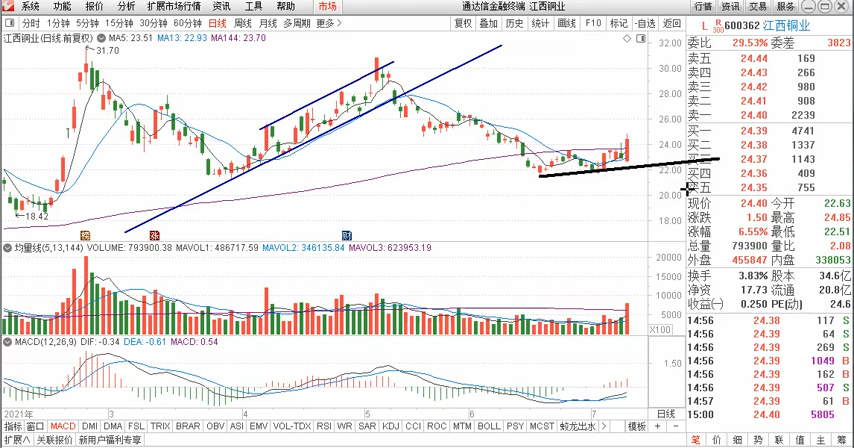 系统 功能 报价 分析 扩展市场行情 资讯 工具 帮助 市场 通达信金融终端 江西铜业 行情 资讯 交易 服务
分时 1分钟 5分钟 15分钟 30分钟 60分钟 日线 周线 月线 多周期 更多> 复权 叠加 历史 统计 画线 F10 标记 -自选 返回
江西铜业(日线.前复权) MA5: 23.51 MA13: 22.93 MA144: 23.70
L R 300 600362 江西铜业
委比 29.53% 委差 3823
卖五 24.44 169
卖四 24.43 266
卖三 24.42 980
卖二 24.41 908
卖一 24.40 2239
买一 24.39 4741
买二 24.38 1337
24.37 1143
买四 24.36 409
买五 24.35 755
现价 24.40 今开 22.63
涨跌 1.50 最高 24.85
涨幅 6.55% 最低 22.51
总量 793900 量比 2.08
外盘 455847 内盘 338053
换手 3.83% 股本 34.6亿
净资 17.73 流通 20.8亿
收益(一) 0.250 PE(动) 24.6
14:56 24.38 117 S
14:56 24.39 64 S
14:56 24.39 269 S
14:56 24.39 1049 B
14:56 24.39 162 B
14:56 24.39 507 S
14:57 24.39 61 B
15:00 24.40 5805
笔 价 细 势 联 值 主 筹
31.70
18.42
32.00
30.00
28.00
26.00
24.00
22.00
20.00
18.00
涨
财
均量线(5,13,144) VOLUME: 793900.38 MAVOL1: 486717.59 MAVOL2: 346135.84 MAVOL3: 623953.19
20000
15000
10000
5000
X100
MACD(12,26,9) DIF: -0.34 DEA: -0.61 MACD: 0.54
1.50
2021年 3 4 5 6 7 日线
指标 窗口 MACD DMI DMA FSL TRIX BRAR CR VR OBV ASI EMV VOL-TDX RSI WR SAR KDJ CCI ROC MTM BOLL PSY MCST 蛟龙出水 > 模板 + -
扩展∧ 关联报价 新用户福利专享